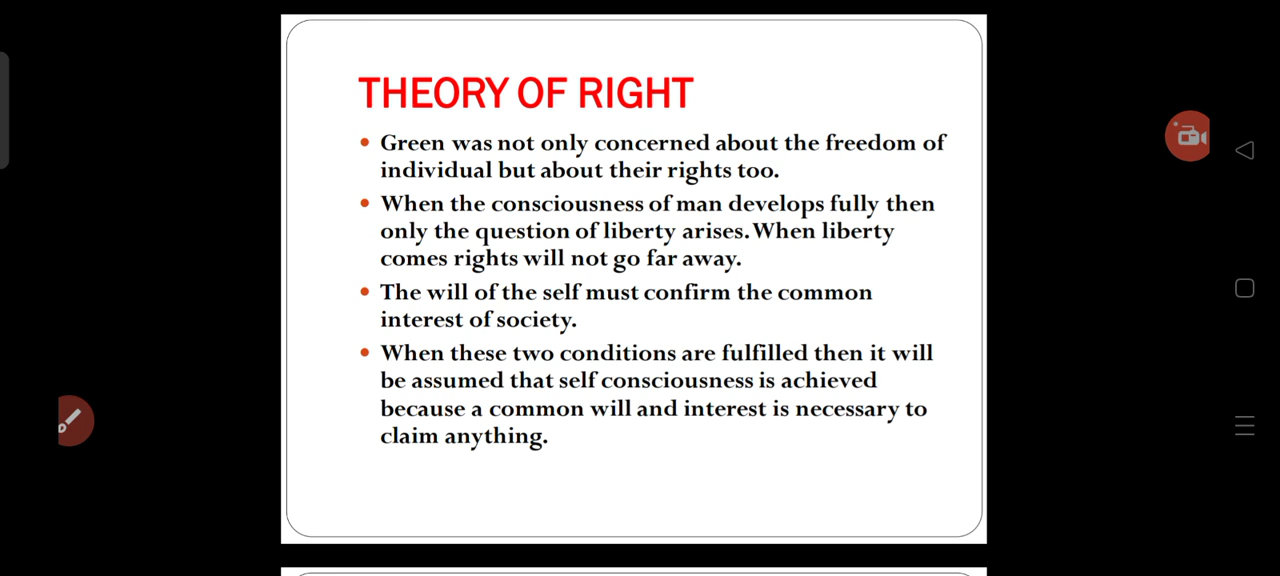 THEORY OF RIGHT
• Green was not only concerned about the freedom of
individual but about their rights too.
• When the consciousness of man develops fully then
only the question of liberty arises. When liberty
comes rights will not go far away.
• The will of the self must confirm the common
interest of society.
• When these two conditions are fulfilled then it will
be assumed that self consciousness is achieved
because a common will and interest is necessary to
claim anything.